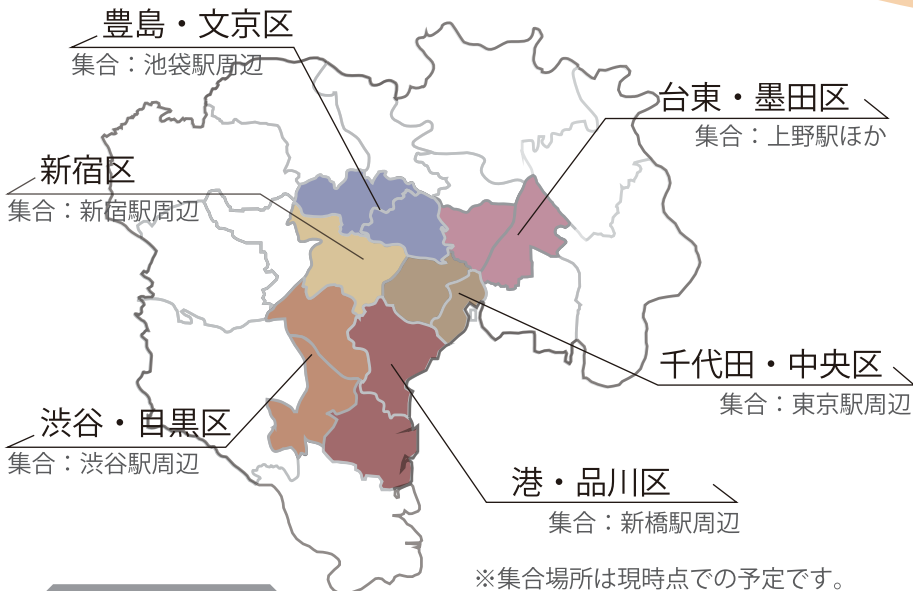 豊島・文京区
集合：池袋駅周辺
台東・墨田区
集合：上野駅ほか
新宿区
集合：新宿駅周辺
千代田・中央区
集合：東京駅周辺
渋谷・目黒区
集合：渋谷駅周辺
港・品川区
集合：新橋駅周辺
※集合場所は現時点での予定です。